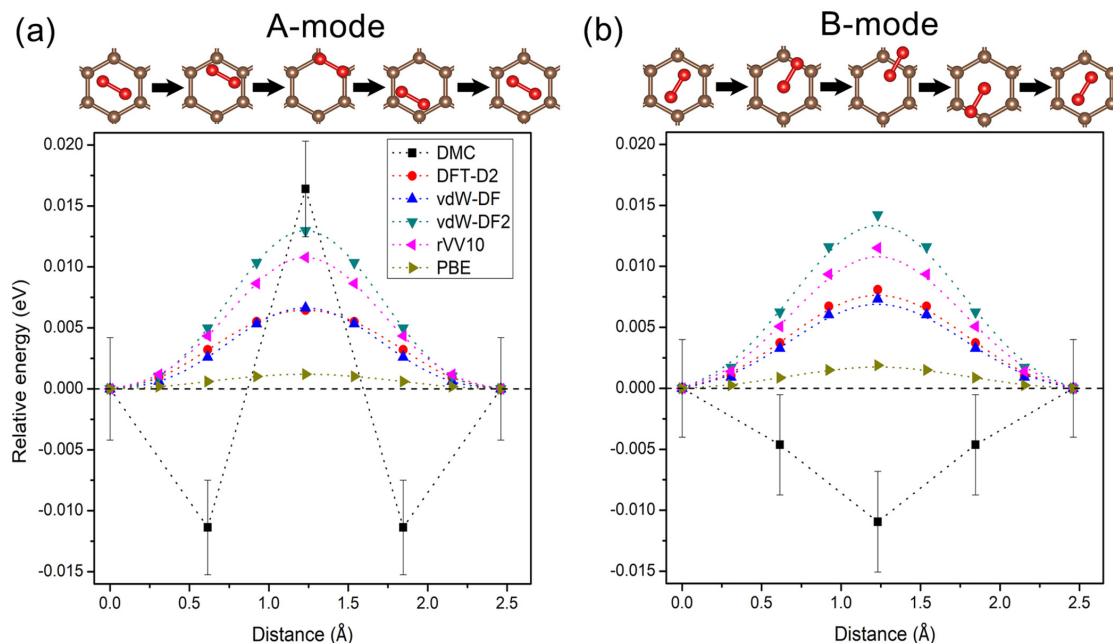 (a) A-mode
0.020
0.015
0.010
0.005
0.000
-0.005
-0.010
-0.015
Relative energy (eV)
DMC
DFT-D2
vdW-DF
vdW-DF2
rVV10
PBE
0.0 0.5 1.0 1.5 2.0 2.5
Distance (Å)
(b) B-mode
0.020
0.015
0.010
0.005
0.000
-0.005
-0.010
-0.015
0.0 0.5 1.0 1.5 2.0 2.5
Distance (Å)